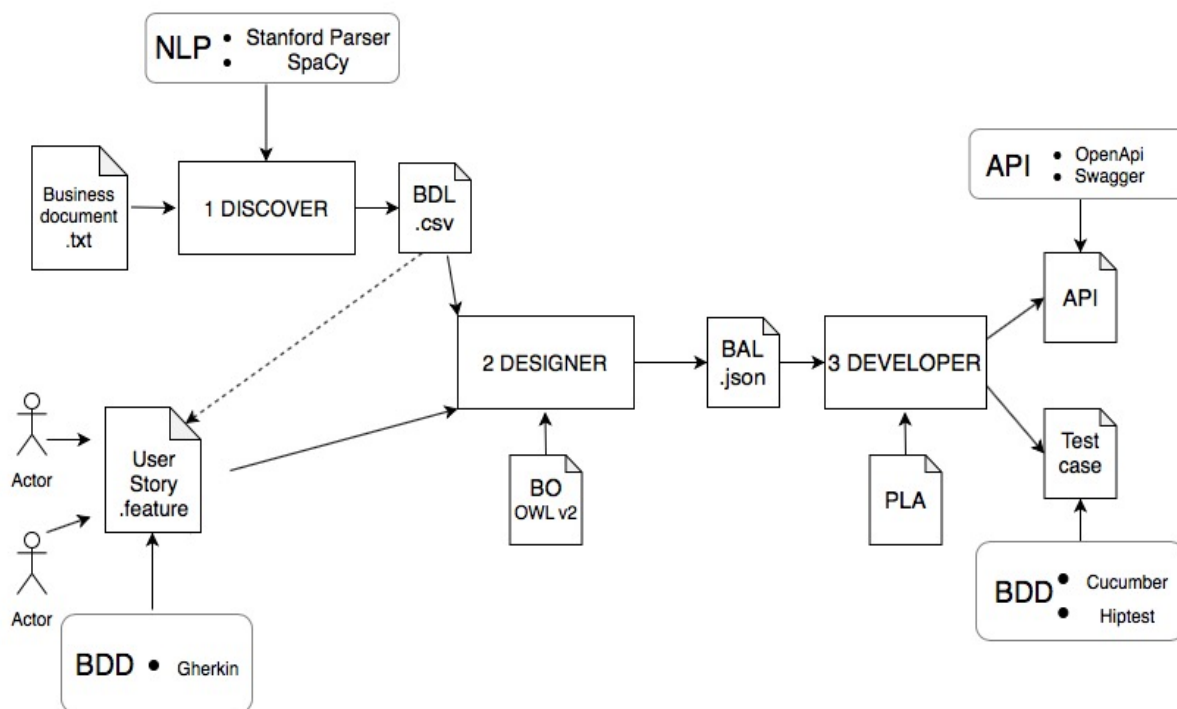 NLP
• Stanford Parser
• SpaCy
Business
document
.txt
1 DISCOVER
BDL
.csv
API
• OpenApi
• Swagger
API
2 DESIGNER
BAL
.json
3 DEVELOPER
Actor
User
Story
.feature
BO
OWL v2
PLA
Test
case
Actor
BDD • Gherkin
BDD
• Cucumber
• Hiptest